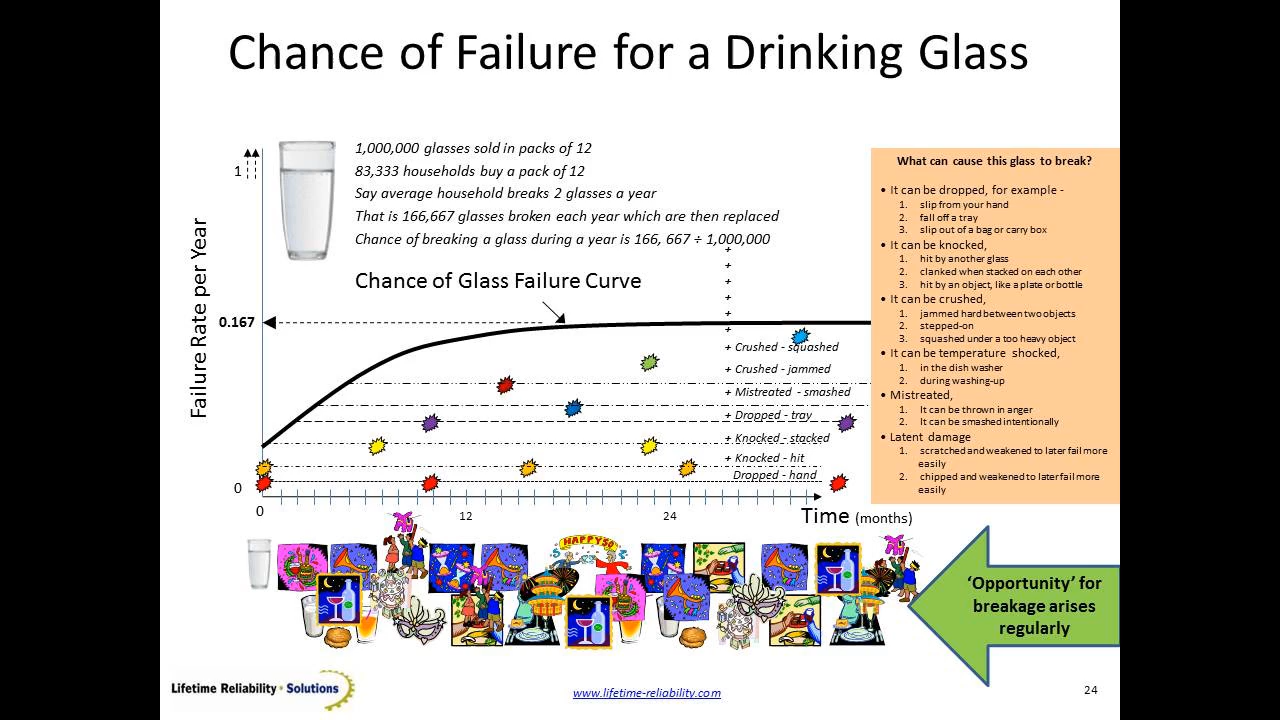 Chance of Failure for a Drinking Glass
1,000,000 glasses sold in packs of 12
83,333 households buy a pack of 12
Say average household breaks 2 glasses a year
That is 166,667 glasses broken each year which are then replaced
Chance of breaking a glass during a year is 166, 667 ÷ 1,000,000
1
Failure Rate per Year
Chance of Glass Failure Curve
0.167
+
+
+
+
+
+
+ Crushed - squashed
+ Crushed - jammed
+ Mistreated - smashed
+ Dropped - tray
+ Knocked - stacked
+ Knocked - hit
Dropped - hand
0
0
12
24
Time (months)
What can cause this glass to break?
• It can be dropped, for example -
1. slip from your hand
2. fall off a tray
3. slip out of a bag or carry box
• It can be knocked,
1. hit by another glass
2. clanked when stacked on each other
3. hit by an object, like a plate or bottle
• It can be crushed,
1. jammed hard between two objects
2. stepped-on
3. squashed under a too heavy object
• It can be temperature shocked,
1. in the dish washer
2. during washing-up
• Mistreated,
1. It can be thrown in anger
2. It can be smashed intentionally
• Latent damage
1. scratched and weakened to later fail more
easily
2. chipped and weakened to later fail more
easily
HAPPY 50
'Opportunity' for
breakage arises
regularly
Lifetime Reliability • Solutions
www.lifetime-reliability.com
24